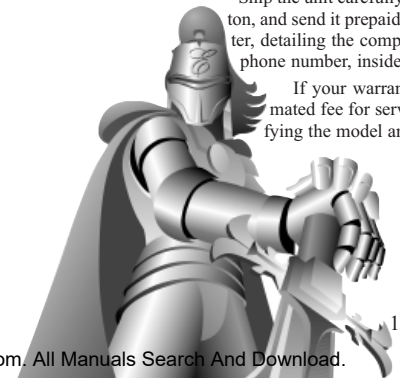 Ship the unit carefully
ton, and send it prepaid
ter, detailing the comp
phone number, inside
If your warran
mated fee for serv
fying the model an
E
1
om. All Manuals Search And Download.